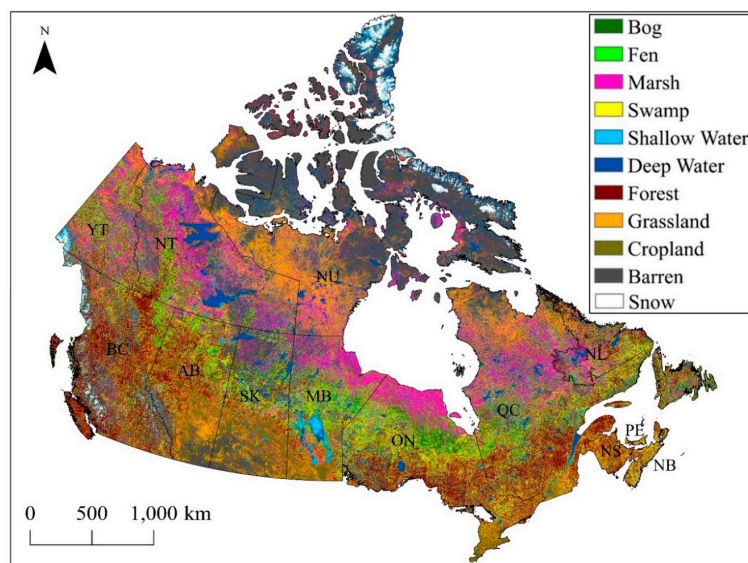 N
Bog
Fen
Marsh
Swamp
Shallow Water
Deep Water
Forest
Grassland
Cropland
Barren
Snow
YT
NT
NU
BC
AB
SK
MB
ON
QC
NL
PE
NS
NB
0 500 1,000 km